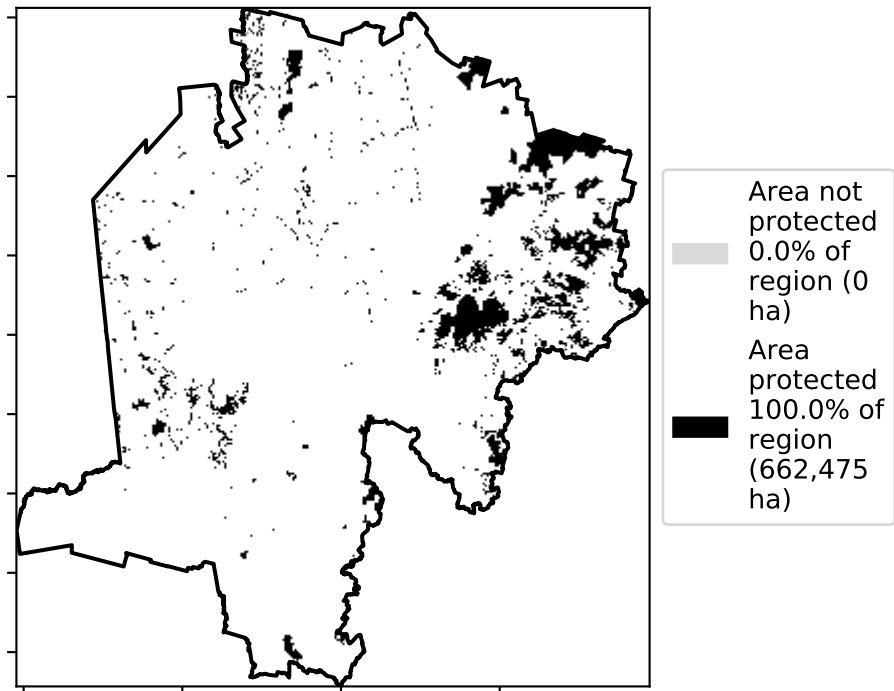 Area not
protected
0.0% of
region (0
ha)
Area
protected
100.0% of
region
(662,475
ha)